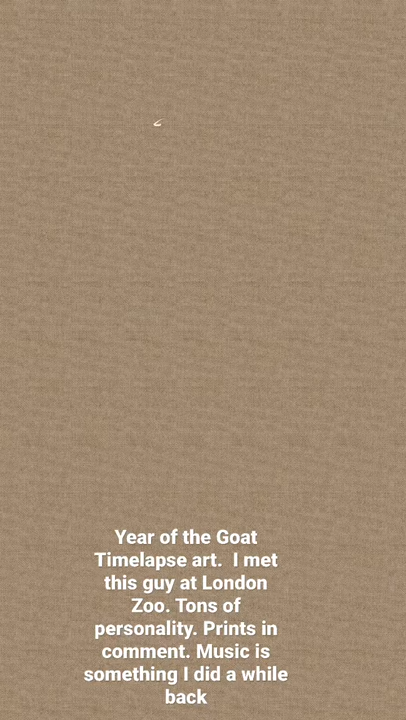 Year of the Goat
Timelapse art.  I met
this guy at London
Zoo. Tons of
personality. Prints in
comment. Music is
something I did a while
back